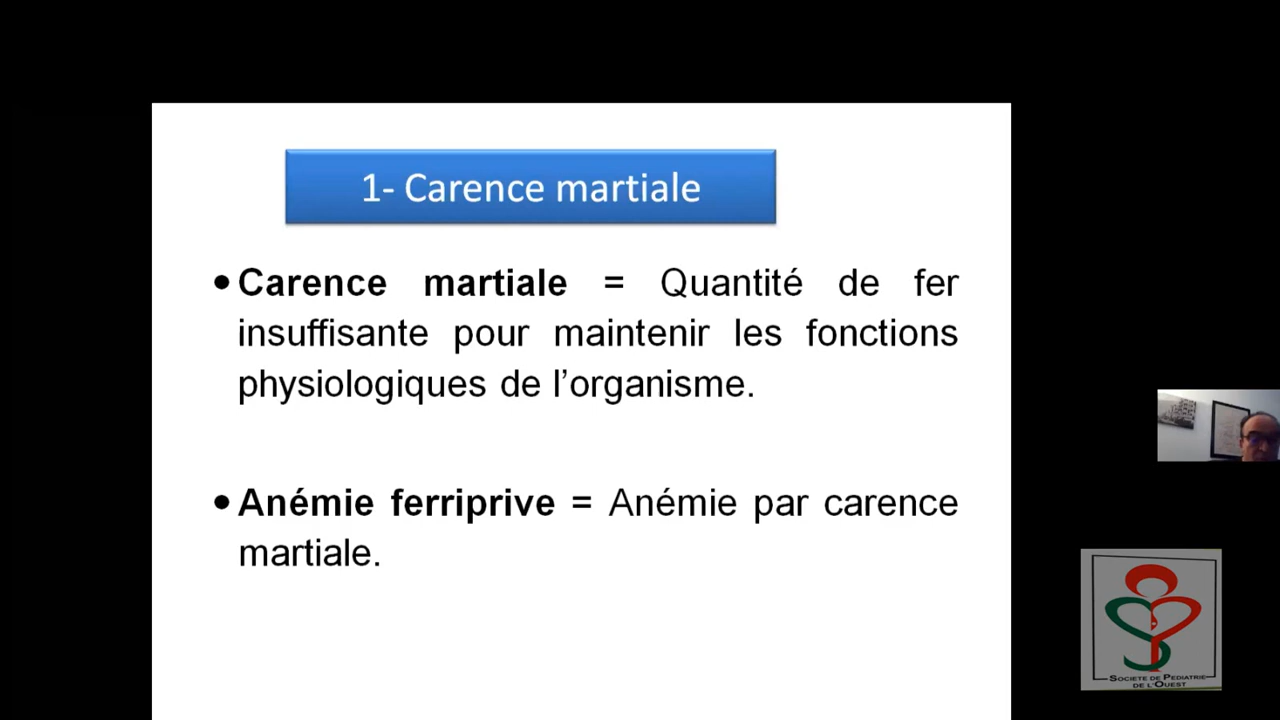 1- Carence martiale
• Carence martiale = Quantité de fer
insuffisante pour maintenir les fonctions
physiologiques de l’organisme.
• Anémie ferriprive = Anémie par carence
martiale.
SOCIETE DE PEDIATRIE
DE L'OUEST